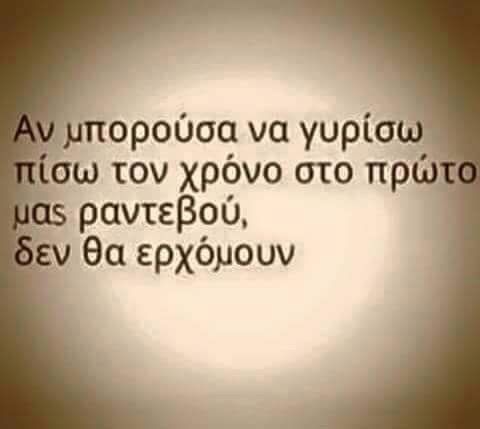 Αν μπορούσα να γυρίσω
πίσω τον χρόνο στο πρώτο
μας ραντεβού,
δεν θα ερχόμουν